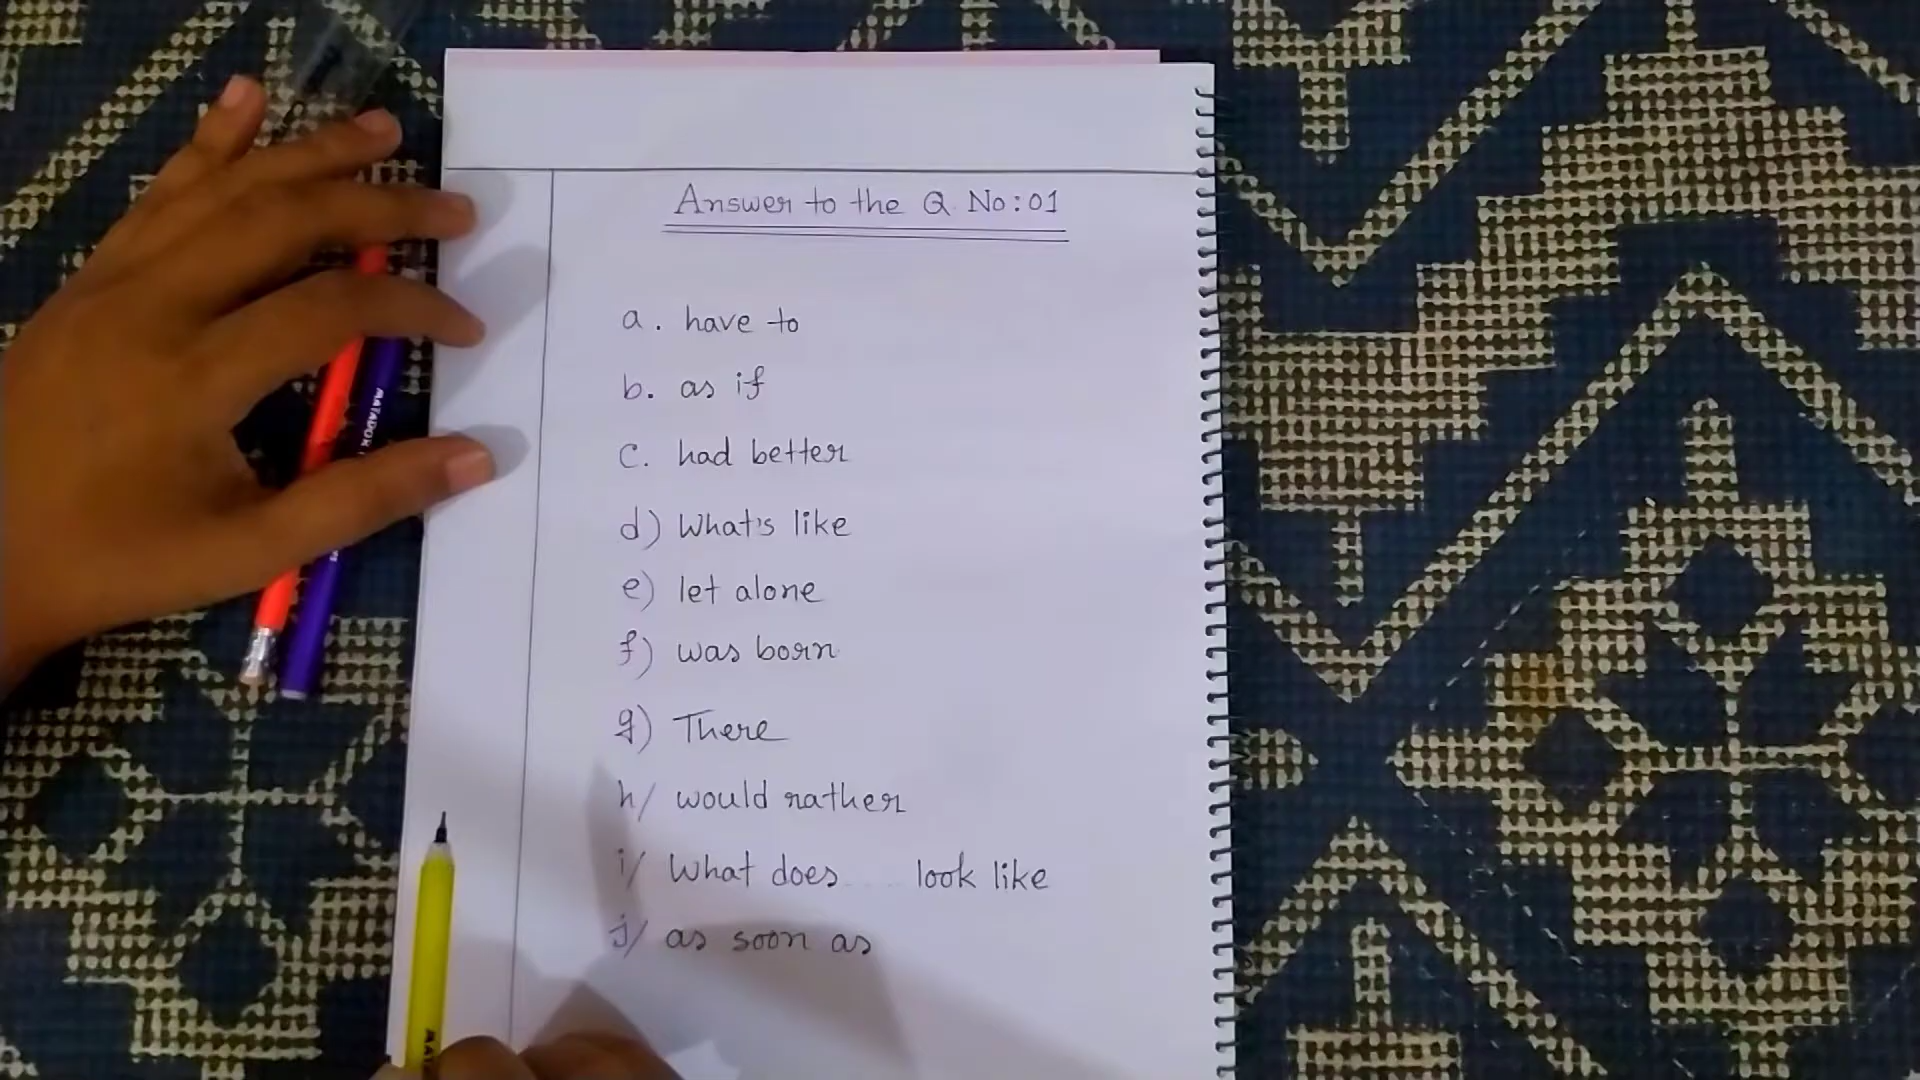 Answer to the Q. No:01
a. have to
b. as if
c. had better
d) What's like
e) let alone
f) was born
g) There
h/ would rather
i/ What does .... look like
j/ as soon as
MATADOR